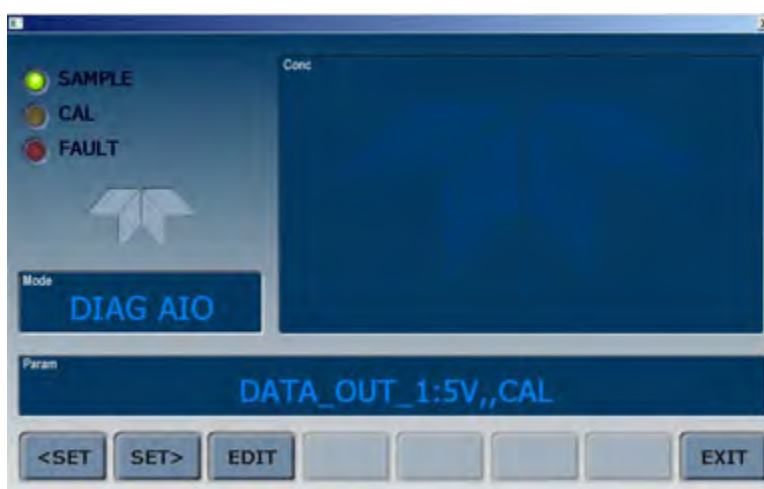 SAMPLE
CAL
FAULT
Conc
Mode
DIAG AIO
Param
DATA_OUT_1:5V,,CAL
<SET
SET>
EDIT
EXIT